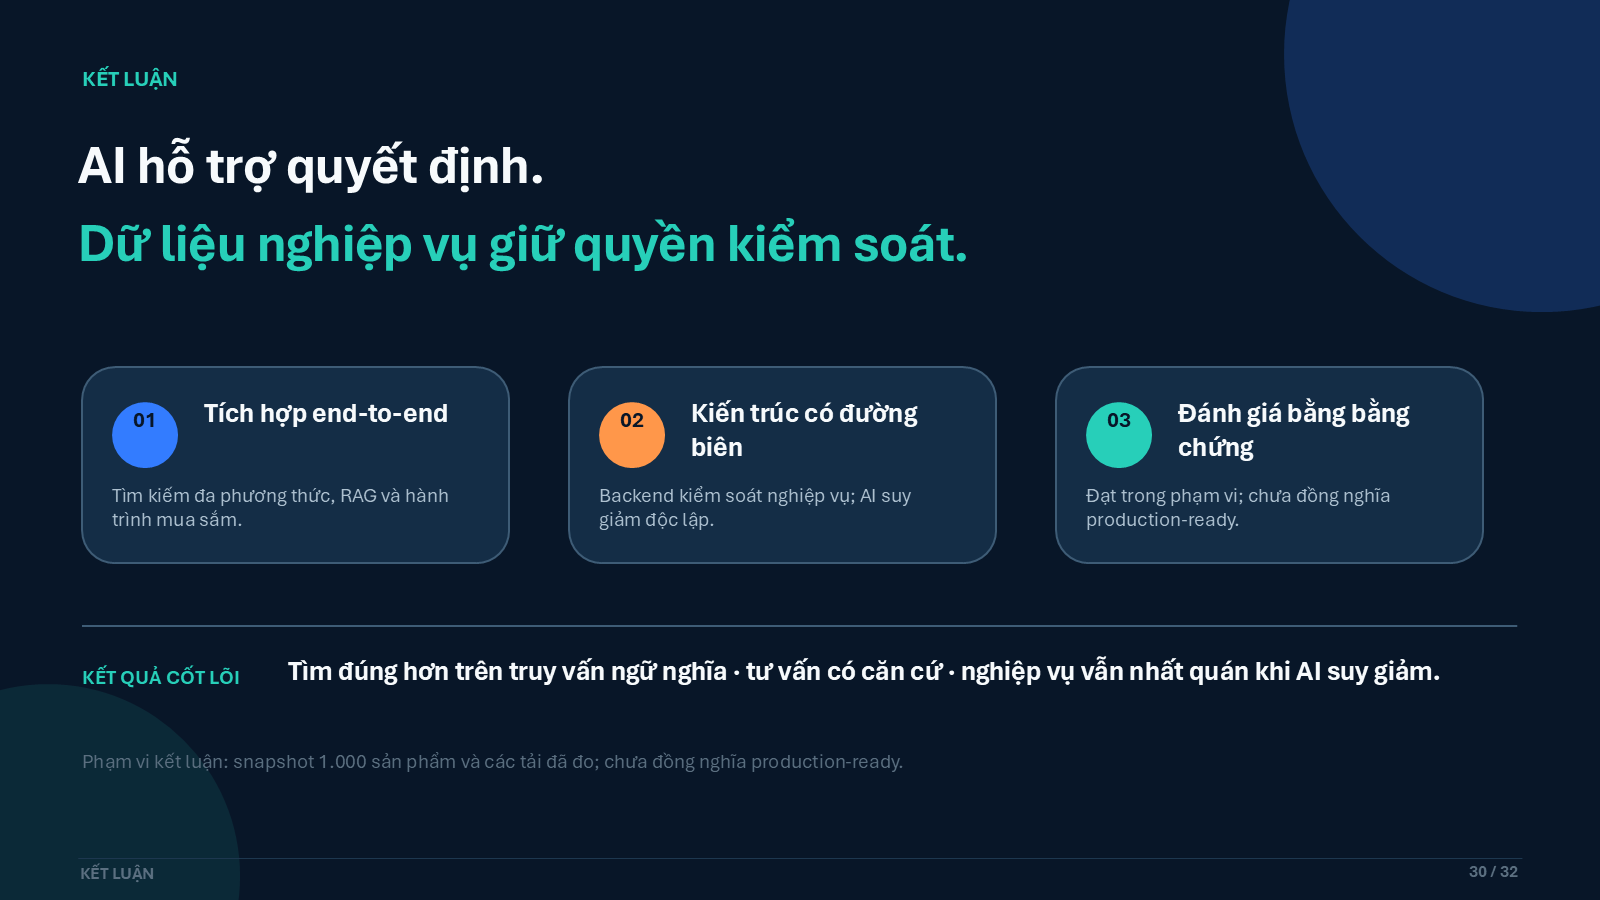 KẾT LUẬN
AI hỗ trợ quyết định.
Dữ liệu nghiệp vụ giữ quyền kiểm soát.
01
Tích hợp end-to-end
Tìm kiếm đa phương thức, RAG và hành
trình mua sắm.
02
Kiến trúc có đường
biên
Backend kiểm soát nghiệp vụ; AI suy
giảm độc lập.
03
Đánh giá bằng bằng
chứng
Đạt trong phạm vi; chưa đồng nghĩa
production-ready.
KẾT QUẢ CỐT LÕI
Tìm đúng hơn trên truy vấn ngữ nghĩa · tư vấn có căn cứ · nghiệp vụ vẫn nhất quán khi AI suy giảm.
Phạm vi kết luận: snapshot 1.000 sản phẩm và các tải đã đo; chưa đồng nghĩa production-ready.
KẾT LUẬN
30 / 32